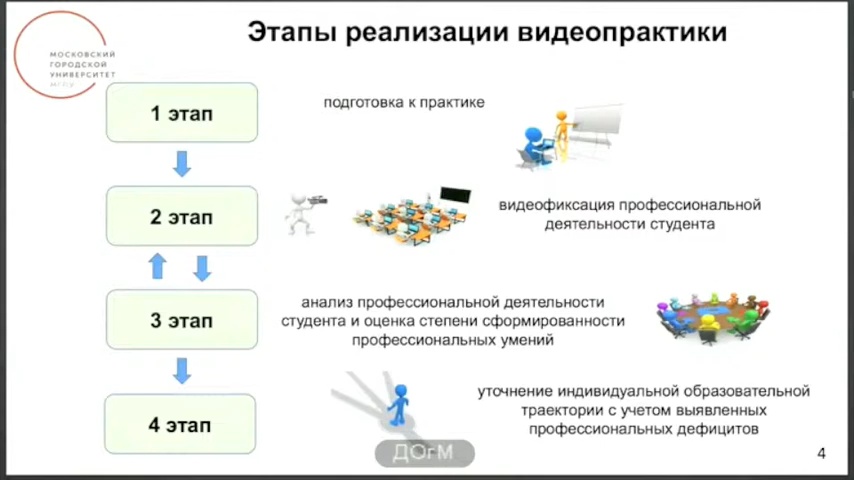 Этапы реализации видеопрактики
МОСКОВСКИЙ
ГОРОДСКОЙ
УНИВЕРСИТЕТ
МГПУ
1 этап
подготовка к практике
2 этап
видеофиксация профессиональной
деятельности студента
3 этап
анализ профессиональной деятельности
студента и оценка степени сформированности
профессиональных умений
4 этап
уточнение индивидуальной образовательной
траектории с учетом выявленных
профессиональных дефицитов
ДОгМ
4